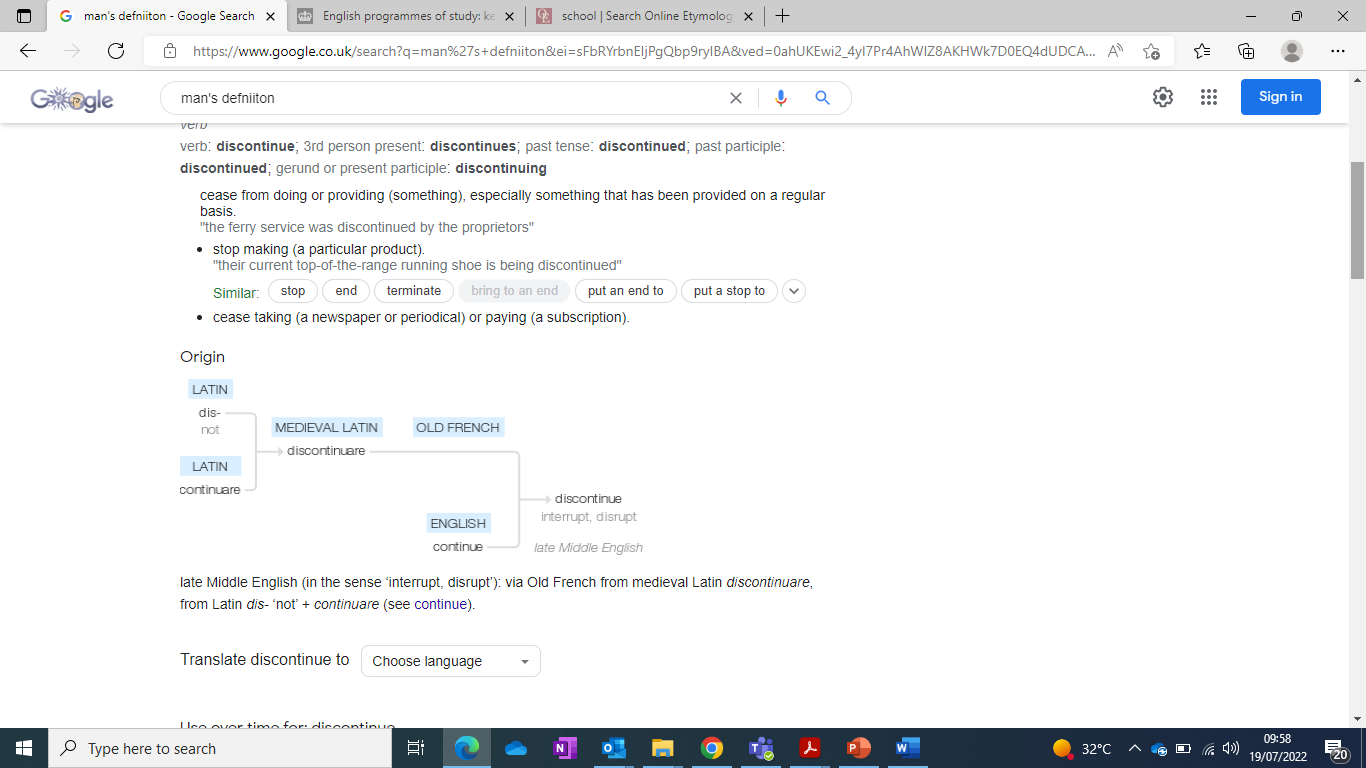 man's defniiton - Google Search
English programmes of study: ke
school | Search Online Etymolog
https://www.google.co.uk/search?q=man%27s+defniiton&ei=sFbRYrbnEIjPgQbp9ryIBA&ved=0ahUKEwi2_4yl7Pr4AhWIZ8AKHWk7D0EQ4dUDCA...
Google
man's defniiton
Sign in
verb
verb: discontinue; 3rd person present: discontinues; past tense: discontinued; past participle:
discontinued; gerund or present participle: discontinuing
cease from doing or providing (something), especially something that has been provided on a regular
basis.
"the ferry service was discontinued by the proprietors"
• stop making (a particular product).
"their current top-of-the-range running shoe is being discontinued"
Similar: stop end terminate bring to an end put an end to put a stop to
• cease taking (a newspaper or periodical) or paying (a subscription).
Origin
LATIN
dis-
not
MEDIEVAL LATIN OLD FRENCH
discontinuare
LATIN
continuare
discontinue
interrupt, disrupt
ENGLISH
continue
late Middle English
late Middle English (in the sense ‘interrupt, disrupt’): via Old French from medieval Latin discontinuare,
from Latin dis- ‘not’ + continuare (see continue).
Translate discontinue to Choose language
Use over time for: discontinue
Type here to search
32°C
09:58
19/07/2022
20